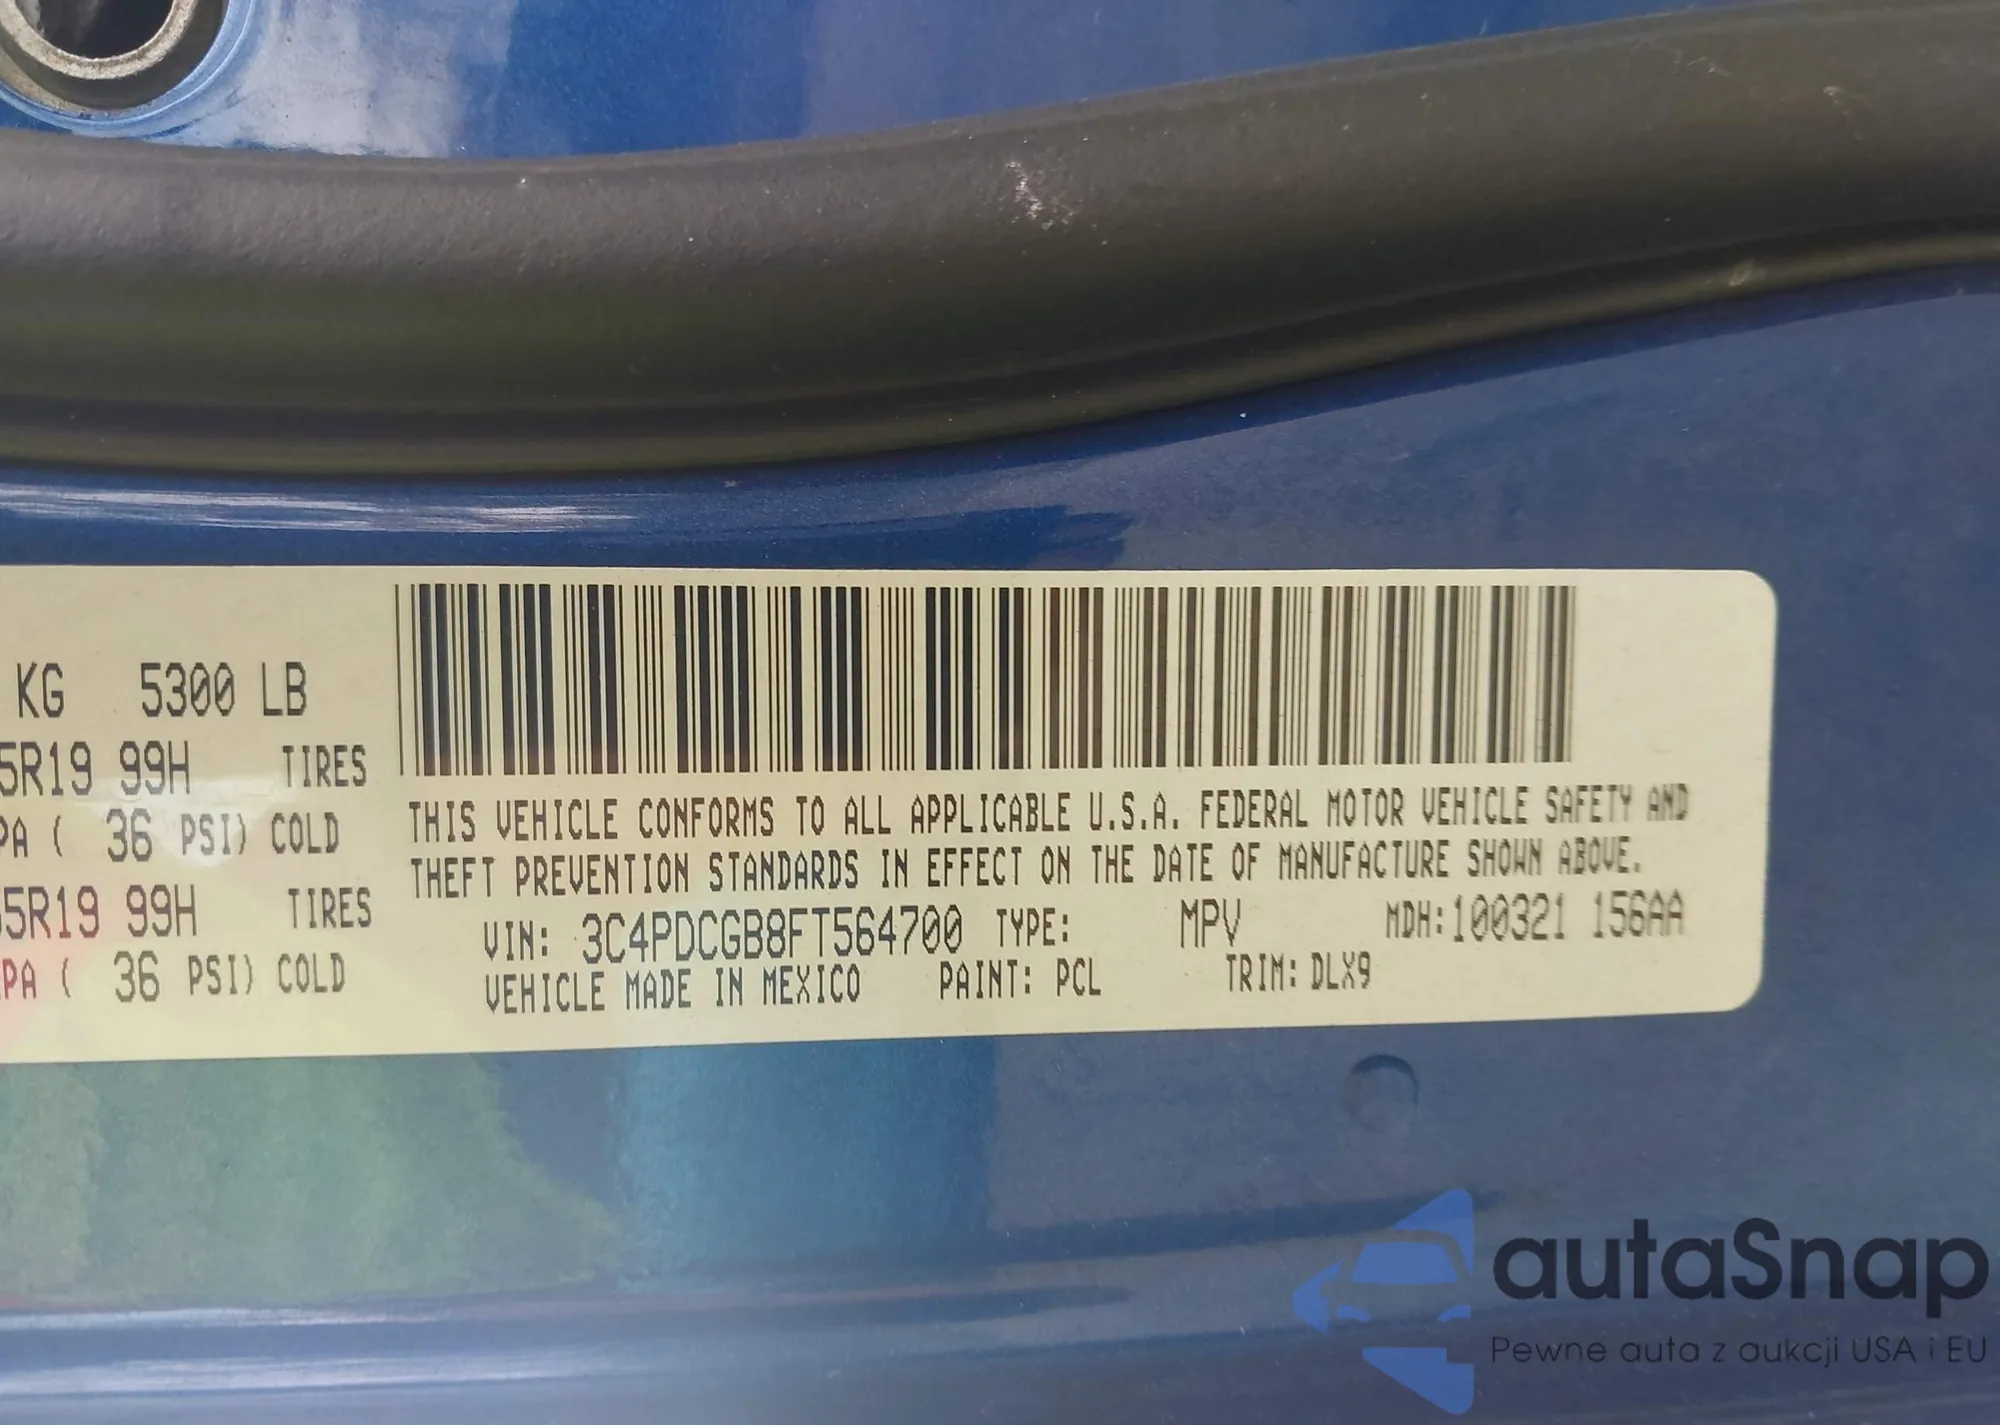 KG 5300 LB
5R19 99H TIRES
PA ( 36 PSI) COLD
5R19 99H TIRES
PA ( 36 PSI) COLD
THIS VEHICLE CONFORMS TO ALL APPLICABLE U.S.A. FEDERAL MOTOR VEHICLE SAFETY AND
THEFT PREVENTION STANDARDS IN EFFECT ON THE DATE OF MANUFACTURE SHOWN ABOVE.
VIN: 3C4PDCGB8FT564700 TYPE: MPV MDH:100321 156AA
VEHICLE MADE IN MEXICO PAINT: PCL TRIM: DLX9
autaSnap
Pewne auta z aukcji USA i EU